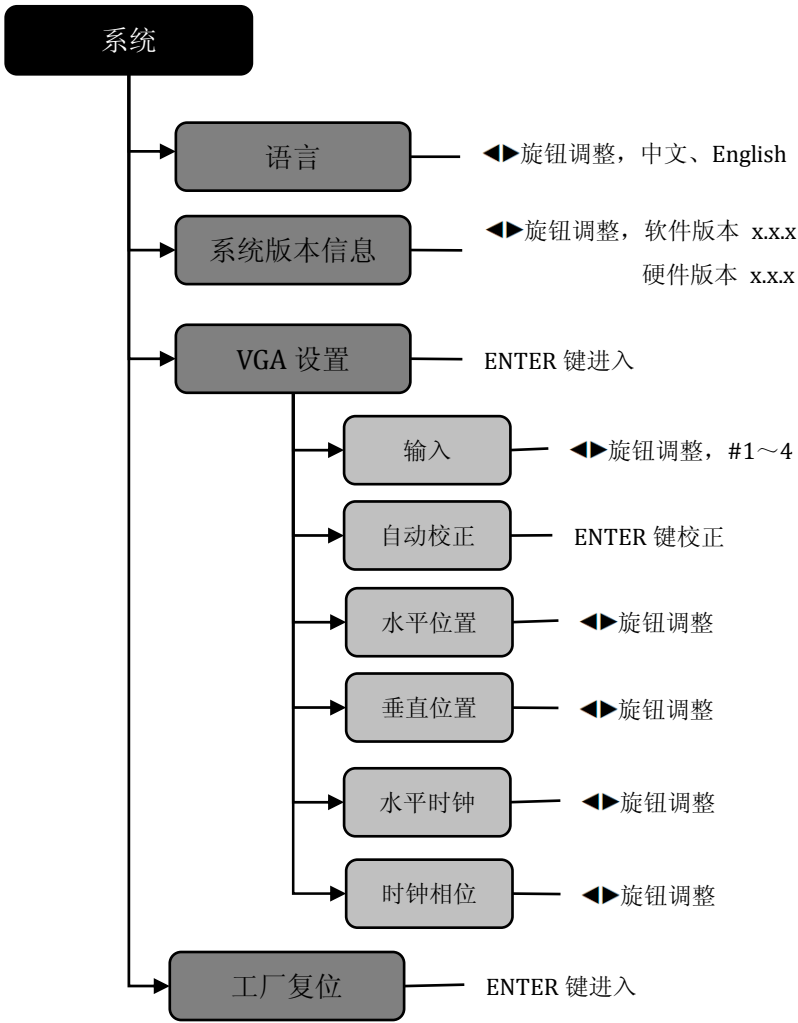 系统
语言
◀▶旋钮调整，中文、English
系统版本信息
◀▶旋钮调整，软件版本 x.x.x
硬件版本 x.x.x
VGA 设置
ENTER 键进入
输入
◀▶旋钮调整，#1～4
自动校正
ENTER 键校正
水平位置
◀▶旋钮调整
垂直位置
◀▶旋钮调整
水平时钟
◀▶旋钮调整
时钟相位
◀▶旋钮调整
工厂复位
ENTER 键进入